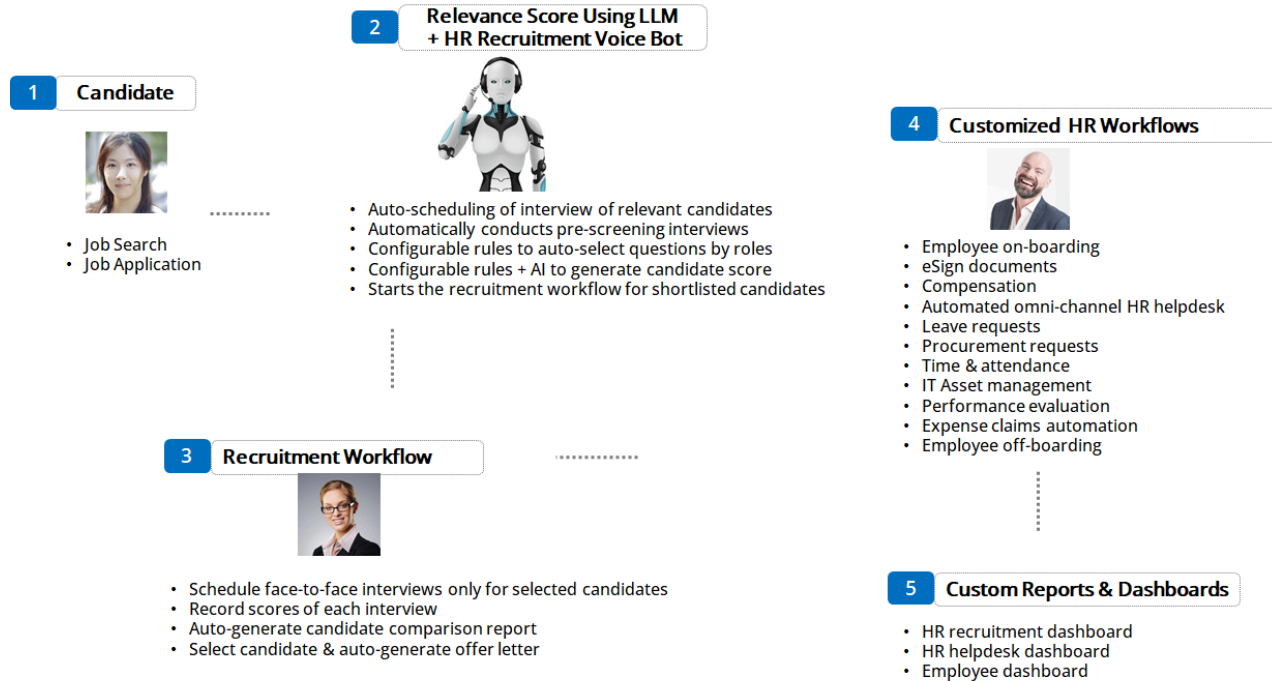 1
Candidate
• Job Search
• Job Application
2
Relevance Score Using LLM
+ HR Recruitment Voice Bot
• Auto-scheduling of interview of relevant candidates
• Automatically conducts pre-screening interviews
• Configurable rules to auto-select questions by roles
• Configurable rules + AI to generate candidate score
• Starts the recruitment workflow for shortlisted candidates
3
Recruitment Workflow
• Schedule face-to-face interviews only for selected candidates
• Record scores of each interview
• Auto-generate candidate comparison report
• Select candidate & auto-generate offer letter
4
Customized HR Workflows
• Employee on-boarding
• eSign documents
• Compensation
• Automated omni-channel HR helpdesk
• Leave requests
• Procurement requests
• Time & attendance
• IT Asset management
• Performance evaluation
• Expense claims automation
• Employee off-boarding
5
Custom Reports & Dashboards
• HR recruitment dashboard
• HR helpdesk dashboard
• Employee dashboard